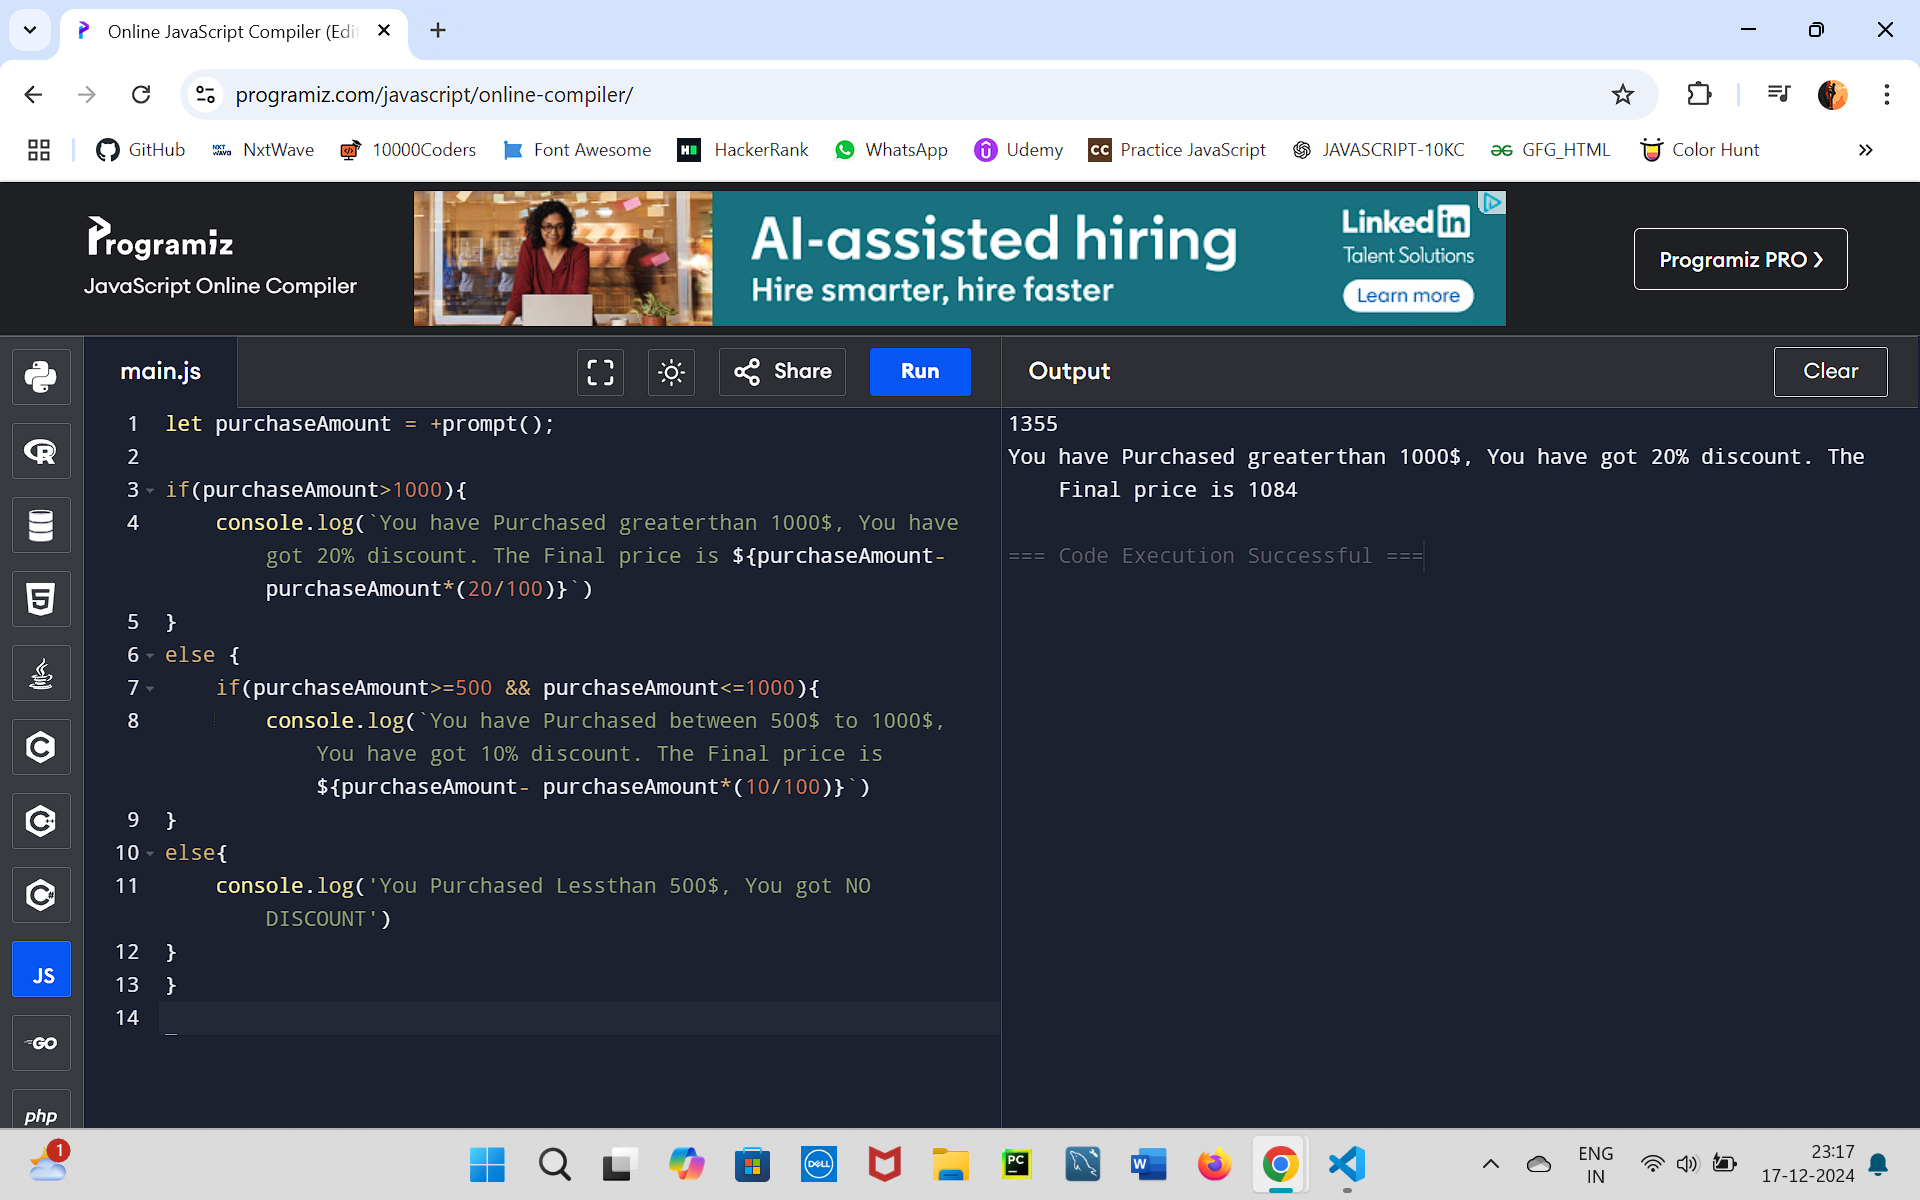 Online JavaScript Compiler (Edi
programiz.com/javascript/online-compiler/
GitHub NxtWave 10000Coders Font Awesome HackerRank WhatsApp Udemy CC Practice JavaScript JAVASCRIPT-10KC GFG_HTML Color Hunt
Programiz
JavaScript Online Compiler
AI-assisted hiring
Hire smarter, hire faster
LinkedIn
Talent Solutions
Learn more
Programiz PRO
main.js
Share
Run
Output
Clear
1 let purchaseAmount = +prompt();
2
3 if(purchaseAmount>1000){
4 console.log(`You have Purchased greaterthan 1000$, You have
got 20% discount. The Final price is ${purchaseAmount-
purchaseAmount*(20/100)}`)
5 }
6 else {
7 if(purchaseAmount>=500 && purchaseAmount<=1000){
8 console.log(`You have Purchased between 500$ to 1000$,
You have got 10% discount. The Final price is
${purchaseAmount- purchaseAmount*(10/100)}`)
9 }
10 else{
11 console.log('You Purchased Lessthan 500$, You got NO
DISCOUNT')
12 }
13 }
14
1355
You have Purchased greaterthan 1000$, You have got 20% discount. The
Final price is 1084
=== Code Execution Successful ===
R
5
C
C
C
JS
GO
php
1
DELL
PC
W
ENG
IN
23:17
17-12-2024